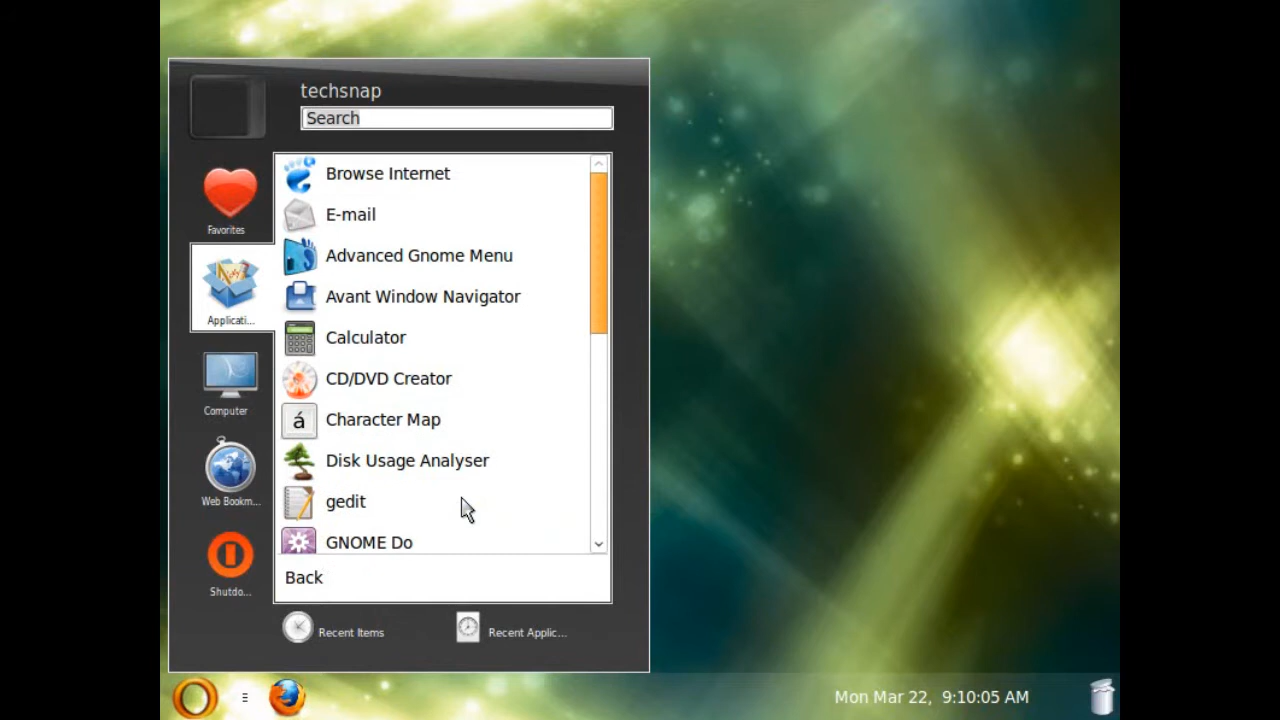 techsnap
Search
Browse Internet
E-mail
Advanced Gnome Menu
Avant Window Navigator
Calculator
CD/DVD Creator
á Character Map
Disk Usage Analyser
gedit
GNOME Do
Back
Favorites
Applicati...
Computer
Web Bookm...
Shutdo...
Recent Items
Recent Applic...
Mon Mar 22, 9:10:05 AM